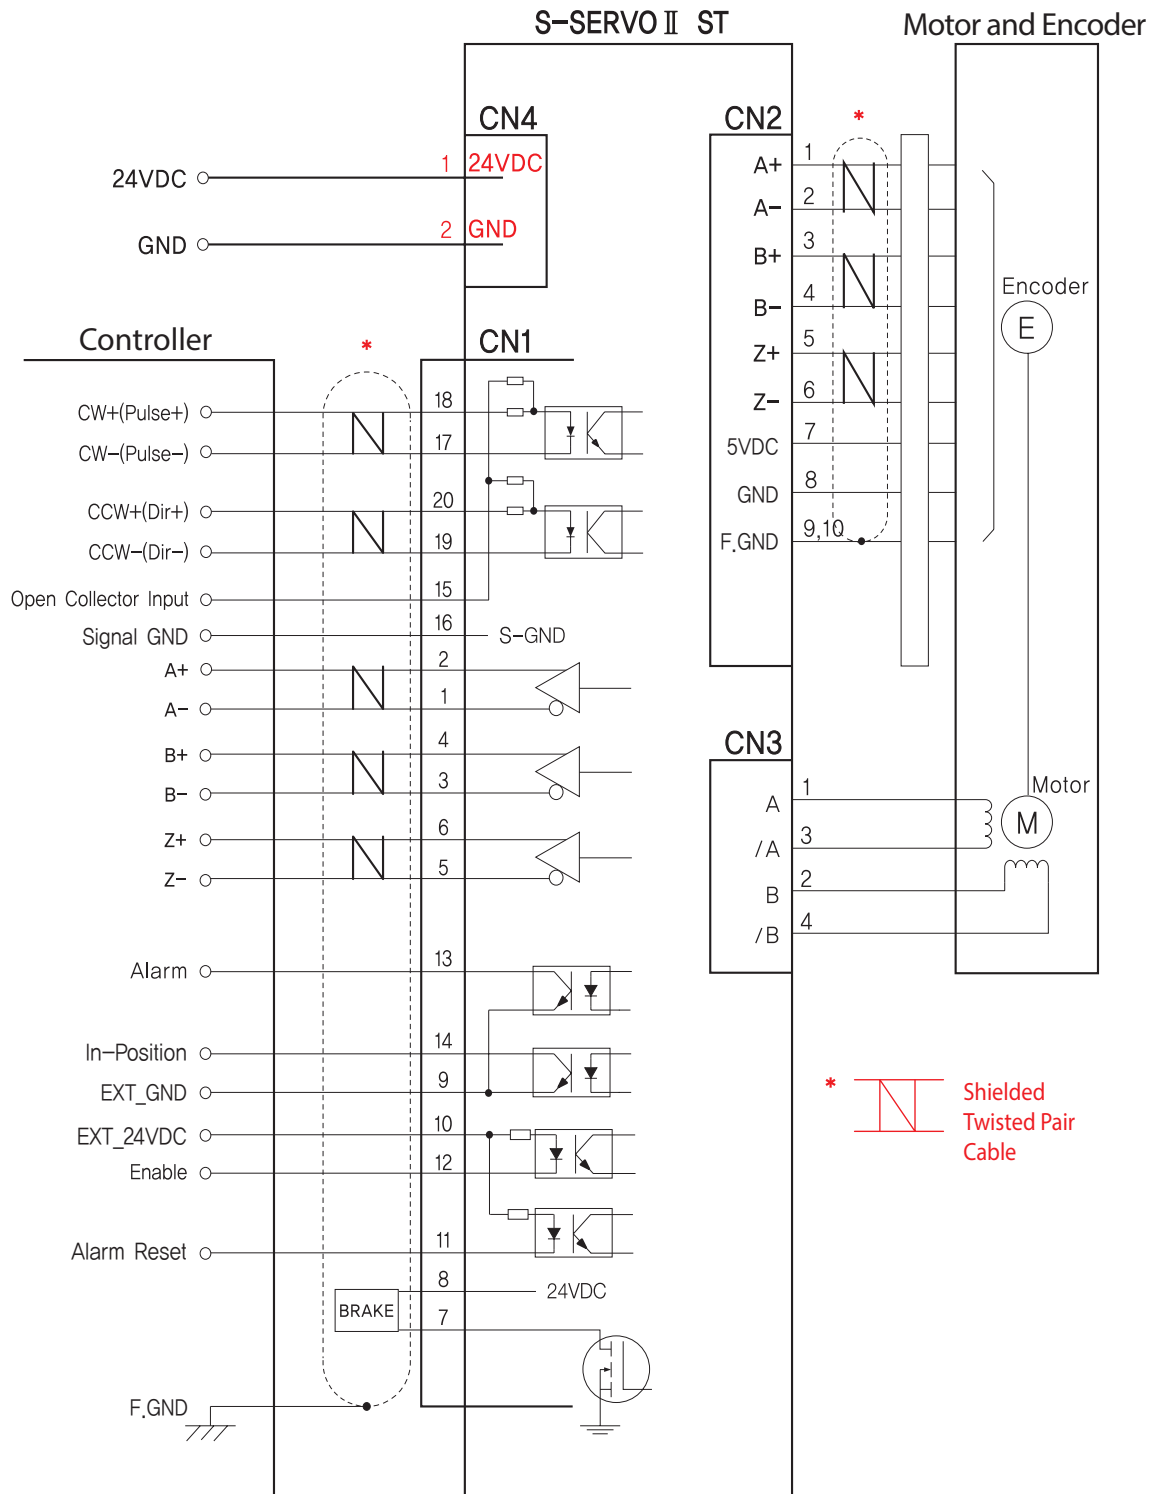 S-SERVOⅡ ST
Motor and Encoder
CN4
1 24VDC
24VDC
2 GND
GND
CN2
*
A+ 1
A- 2
B+ 3
B- 4
Z+ 5
Z- 6
5VDC 7
GND 8
F.GND 9,10
Encoder
E
Controller
*
CN1
CW+(Pulse+) 18
CW-(Pulse-) 17
CCW+(Dir+) 20
CCW-(Dir-) 19
Open Collector Input 15
Signal GND 16 S-GND
A+ 2
A- 1
B+ 4
B- 3
Z+ 6
Z- 5
CN3
A 1
/A 3
B 2
/B 4
Motor
M
Alarm 13
In-Position 14
EXT_GND 9
EXT_24VDC 10
Enable 12
Alarm Reset 11
8 24VDC
BRAKE
7
F.GND
* Shielded
Twisted Pair
Cable